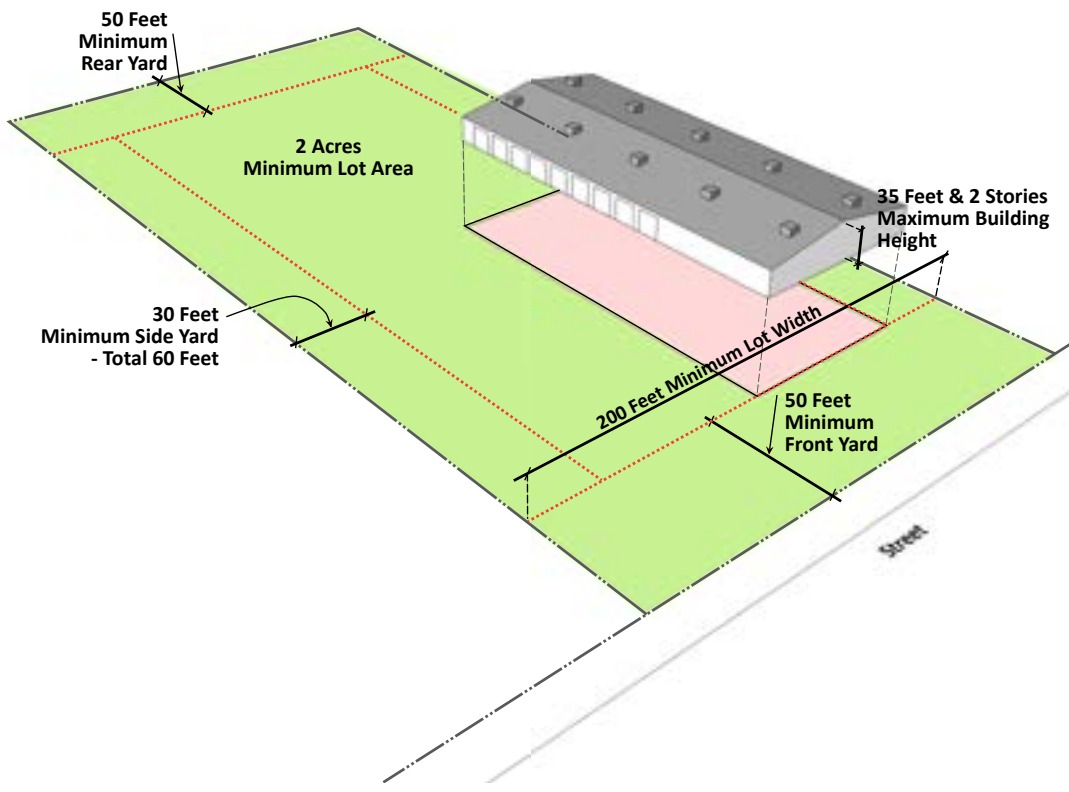 50 Feet
Minimum
Rear Yard
2 Acres
Minimum Lot Area
35 Feet & 2 Stories
Maximum Building
Height
30 Feet
Minimum Side Yard
- Total 60 Feet
200 Feet Minimum Lot Width
50 Feet
Minimum
Front Yard
Street